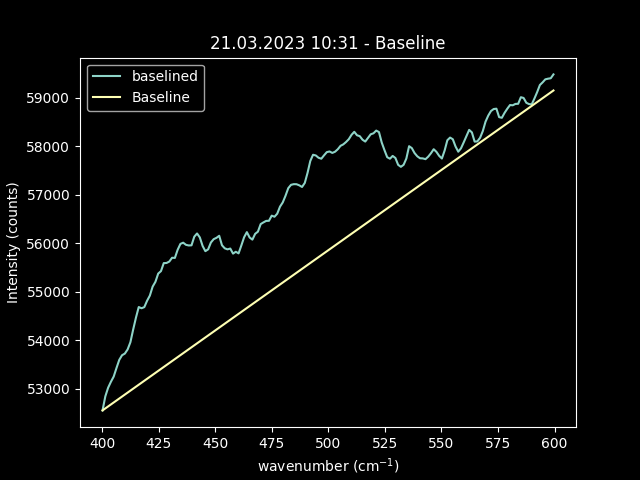 21.03.2023 10:31 - Baseline
baselined
Baseline
59000
58000
57000
56000
55000
54000
53000
Intensity (counts)
400 425 450 475 500 525 550 575 600
wavenumber (cm⁻¹)